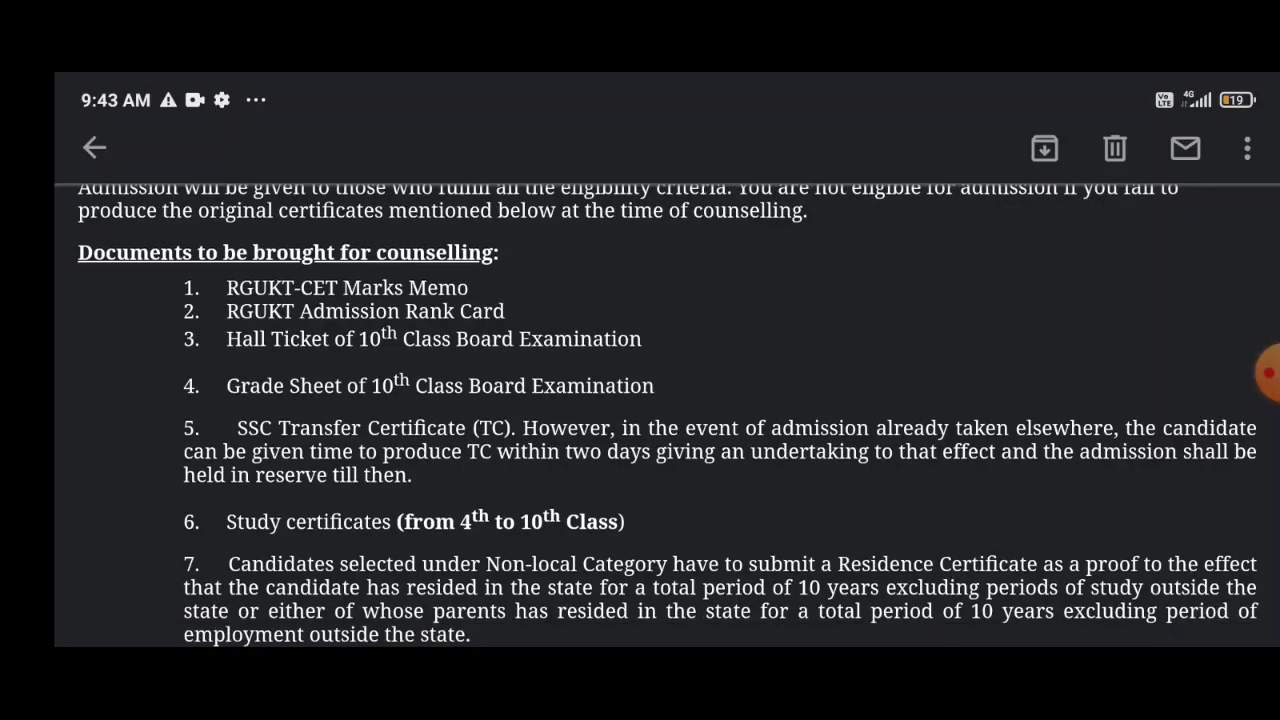 9:43 AM
4G
Vo LTE
19
Admission will be given to those who fulfill all the eligibility criteria. You are not eligible for admission if you fail to
produce the original certificates mentioned below at the time of counselling.
Documents to be brought for counselling:
1. RGUKT-CET Marks Memo
2. RGUKT Admission Rank Card
3. Hall Ticket of 10th Class Board Examination
4. Grade Sheet of 10th Class Board Examination
5. SSC Transfer Certificate (TC). However, in the event of admission already taken elsewhere, the candidate
can be given time to produce TC within two days giving an undertaking to that effect and the admission shall be
held in reserve till then.
6. Study certificates (from 4th to 10th Class)
7. Candidates selected under Non-local Category have to submit a Residence Certificate as a proof to the effect
that the candidate has resided in the state for a total period of 10 years excluding periods of study outside the
state or either of whose parents has resided in the state for a total period of 10 years excluding period of
employment outside the state.